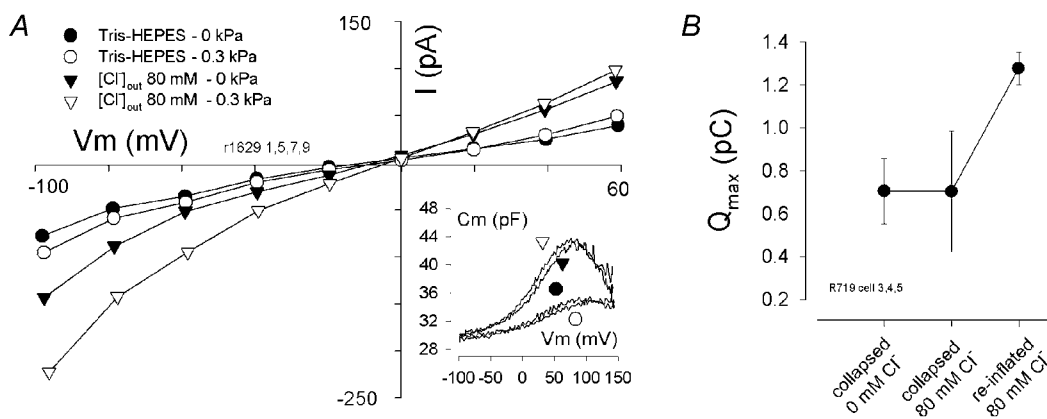 A
Tris-HEPES - 0 kPa
Tris-HEPES - 0.3 kPa
[Cl⁻]out 80 mM - 0 kPa
[Cl⁻]out 80 mM - 0.3 kPa
Vm (mV)
r1629 1,5,7,9
I (pA)
150
-100
60
-250
Cm (pF)
48
44
40
36
32
28
Vm (mV)
-100 -50 0 50 100 150
B
Qmax (pC)
1.4
1.2
1.0
0.8
0.6
0.4
0.2
R719 cell 3,4,5
collapsed
0 mM Cl⁻
collapsed
80 mM Cl⁻
re-inflated
80 mM Cl⁻